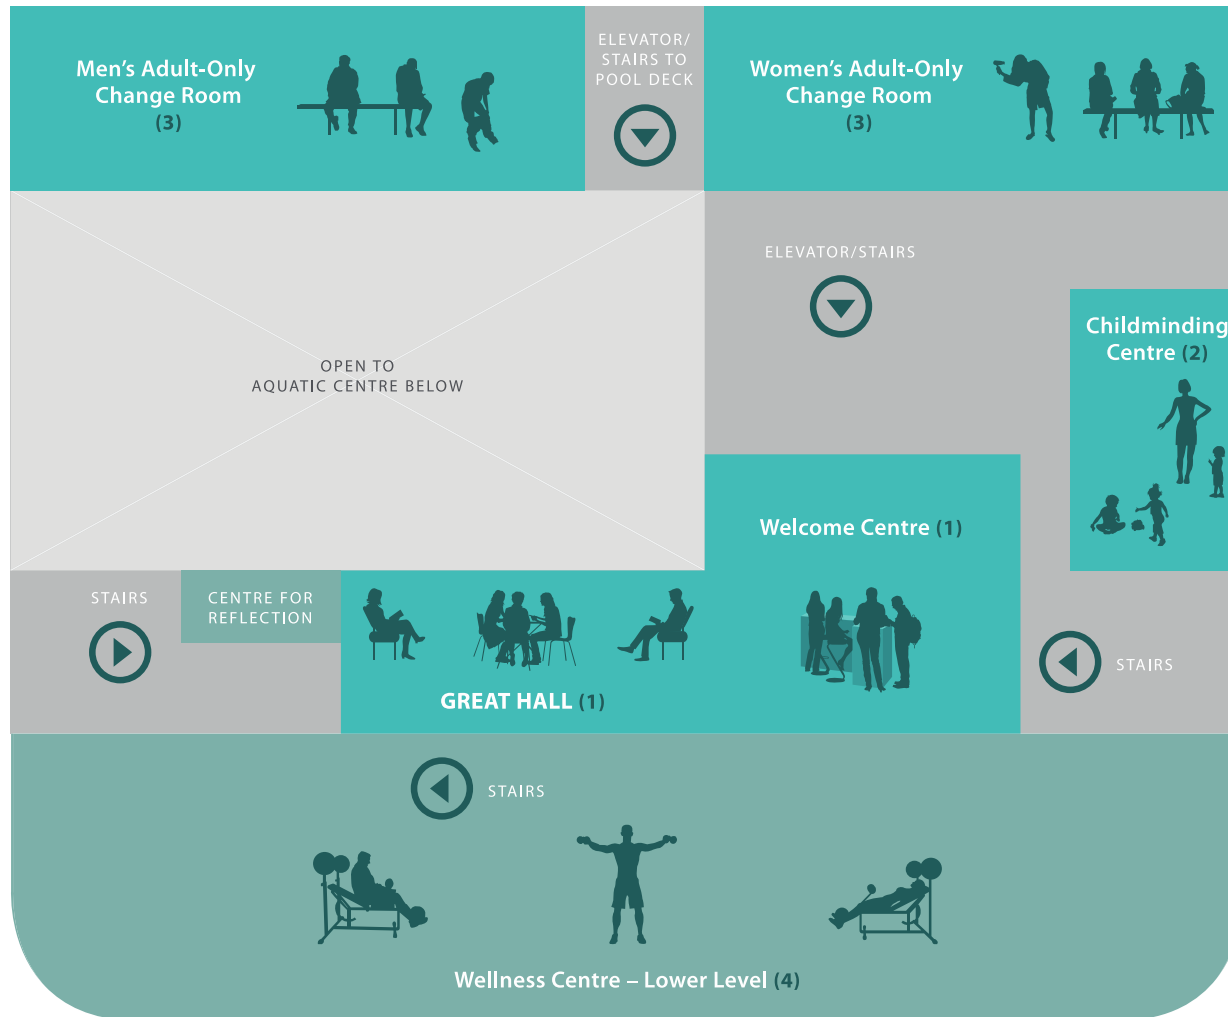 Men's Adult-Only
Change Room
(3)
ELEVATOR/
STAIRS TO
POOL DECK
Women's Adult-Only
Change Room
(3)
ELEVATOR/STAIRS
Childminding
Centre (2)
OPEN TO
AQUATIC CENTRE BELOW
Welcome Centre (1)
STAIRS
CENTRE FOR
REFLECTION
GREAT HALL (1)
STAIRS
STAIRS
Wellness Centre – Lower Level (4)